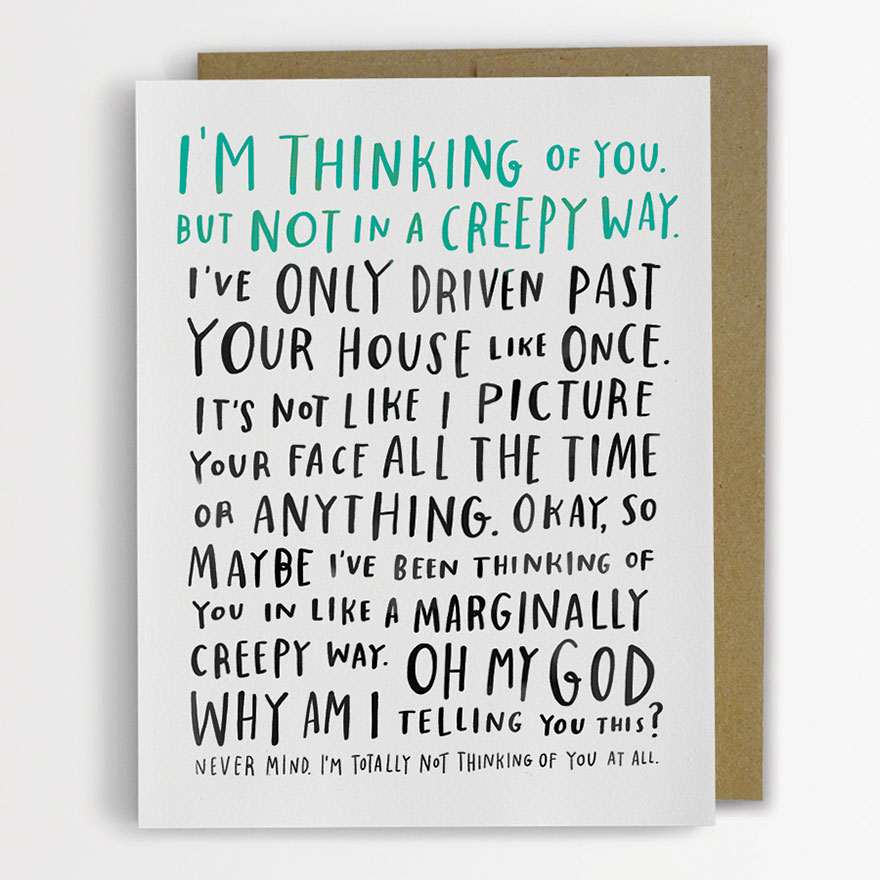 I'M THINKING OF YOU.
BUT NOT IN A CREEPY WAY.
I'VE ONLY DRIVEN PAST
YOUR HOUSE LIKE ONCE.
IT'S NOT LIKE I PICTURE
YOUR FACE ALL THE TIME
OR ANYTHING. OKAY, SO
MAYBE I'VE BEEN THINKING OF
YOU IN LIKE A MARGINALLY
CREEPY WAY. OH MY GOD
WHY AM I TELLING YOU THIS?
NEVER MIND. I'M TOTALLY NOT THINKING OF YOU AT ALL.